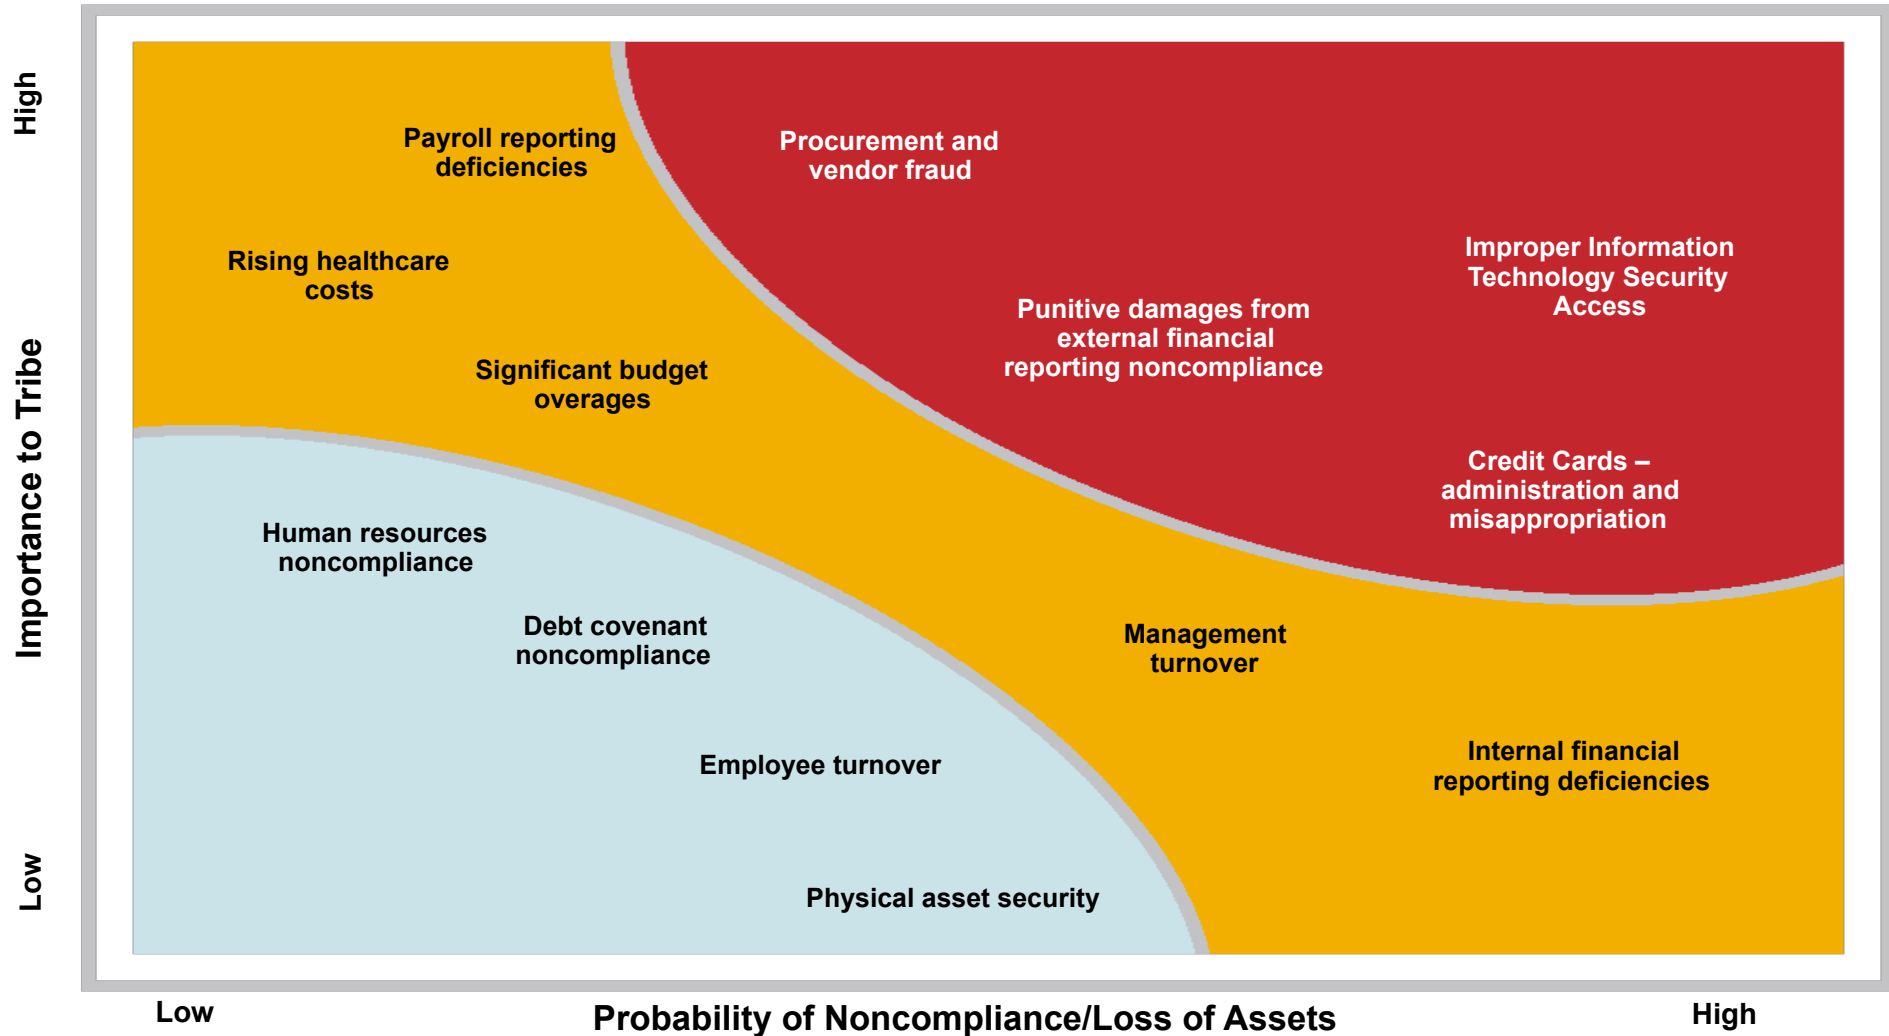 High
Importance to Tribe
Low
Payroll reporting
deficiencies
Procurement and
vendor fraud
Rising healthcare
costs
Improper Information
Technology Security
Access
Punitive damages from
external financial
reporting noncompliance
Significant budget
overages
Credit Cards –
administration and
misappropriation
Human resources
noncompliance
Debt covenant
noncompliance
Management
turnover
Employee turnover
Internal financial
reporting deficiencies
Physical asset security
Low
Probability of Noncompliance/Loss of Assets
High